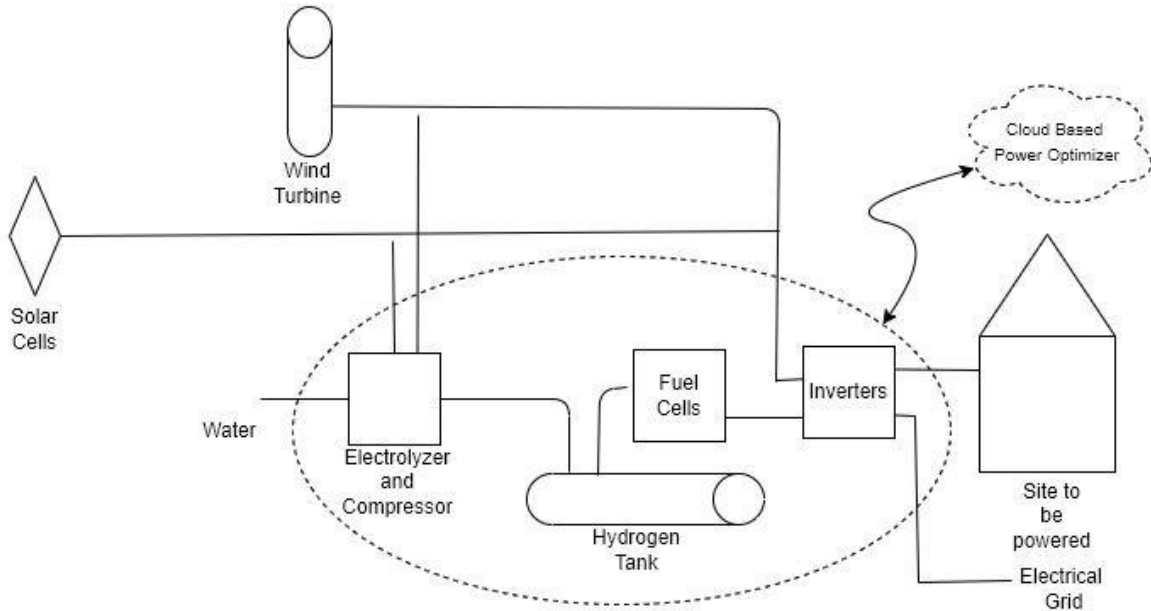 Wind
Turbine
Cloud Based
Power Optimizer
Solar
Cells
Water
Electrolyzer
and
Compressor
Fuel
Cells
Inverters
Hydrogen
Tank
Site to
be
powered
Electrical
Grid